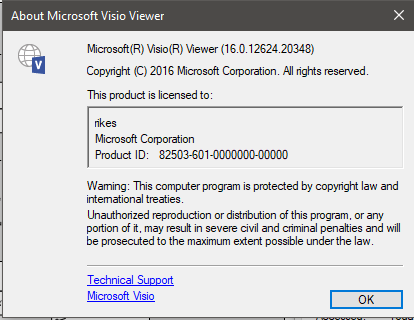 About Microsoft Visio Viewer
Microsoft(R) Visio(R) Viewer (16.0.12624.20348)
Copyright (C) 2016 Microsoft Corporation. All rights reserved.
This product is licensed to:
rikes
Microsoft Corporation
Product ID: 82503-601-0000000-00000
Warning: This computer program is protected by copyright law and
international treaties.
Unauthorized reproduction or distribution of this program, or any
portion of it, may result in severe civil and criminal penalties and will
be prosecuted to the maximum extent possible under the law.
Technical Support
Microsoft Visio
OK